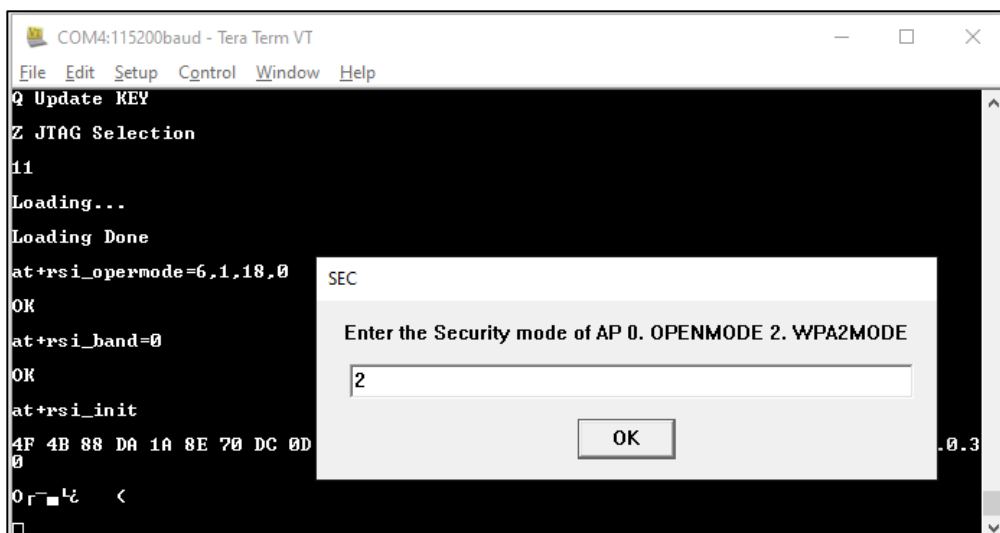 COM4:115200baud - Tera Term VT
File Edit Setup Control Window Help
Q Update KEY
Z JTAG Selection
11
Loading...
Loading Done
at+rsi_opermode=6,1,18,0
OK
at+rsi_band=0
OK
at+rsi_init
4F 4B 88 DA 1A 8E 70 DC 0D
.0.3
0
SEC
Enter the Security mode of AP 0. OPENMODE 2. WPA2MODE
2
OK